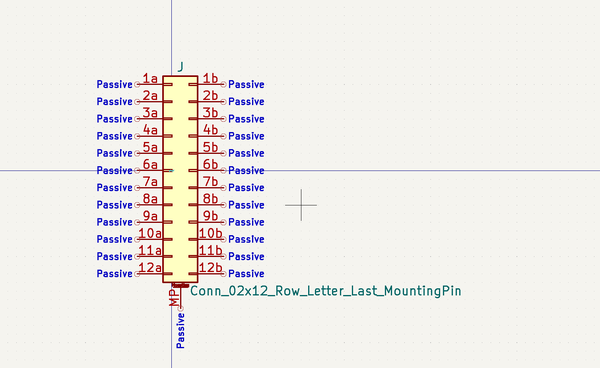 J
Passive 1a 1b Passive
Passive 2a 2b Passive
Passive 3a 3b Passive
Passive 4a 4b Passive
Passive 5a 5b Passive
Passive 6a 6b Passive
Passive 7a 7b Passive
Passive 8a 8b Passive
Passive 9a 9b Passive
Passive 10a 10b Passive
Passive 11a 11b Passive
Passive 12a 12b Passive
MP Conn_02x12_Row_Letter_Last_MountingPin
Passive